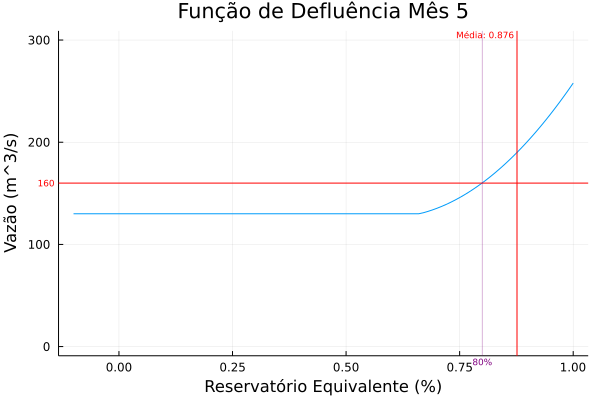 Função de Defluência Mês 5
Média: 0.876
300
200
160
100
0
Vazão (m^3/s)
0.00
0.25
0.50
0.75
80%
1.00
Reservatório Equivalente (%)